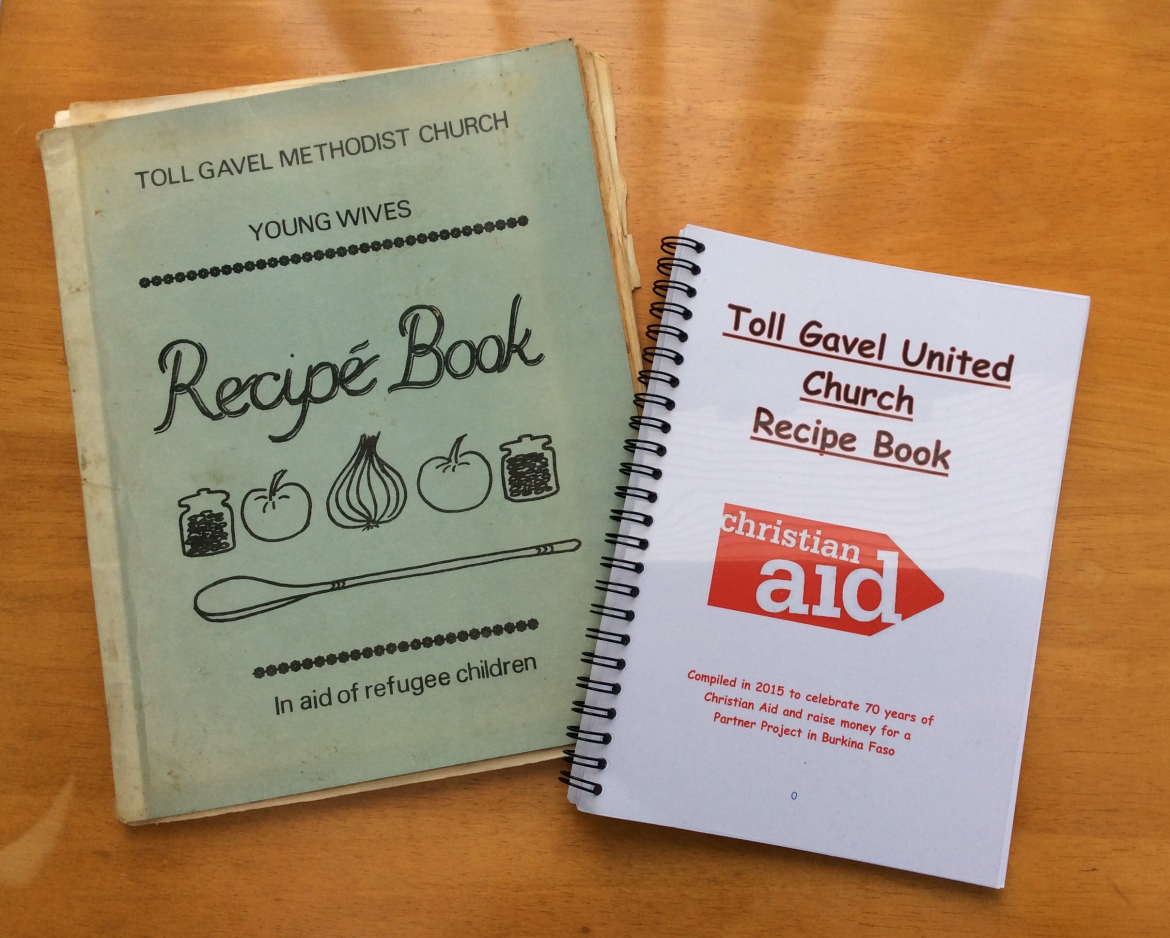 TOLL GAVEL METHODIST CHURCH
YOUNG WIVES
Recipé Book
In aid of refugee children
Toll Gavel United
Church
Recipe Book
christian
aid
Compiled in 2015 to celebrate 70 years of
Christian Aid and raise money for a
Partner Project in Burkina Faso
0